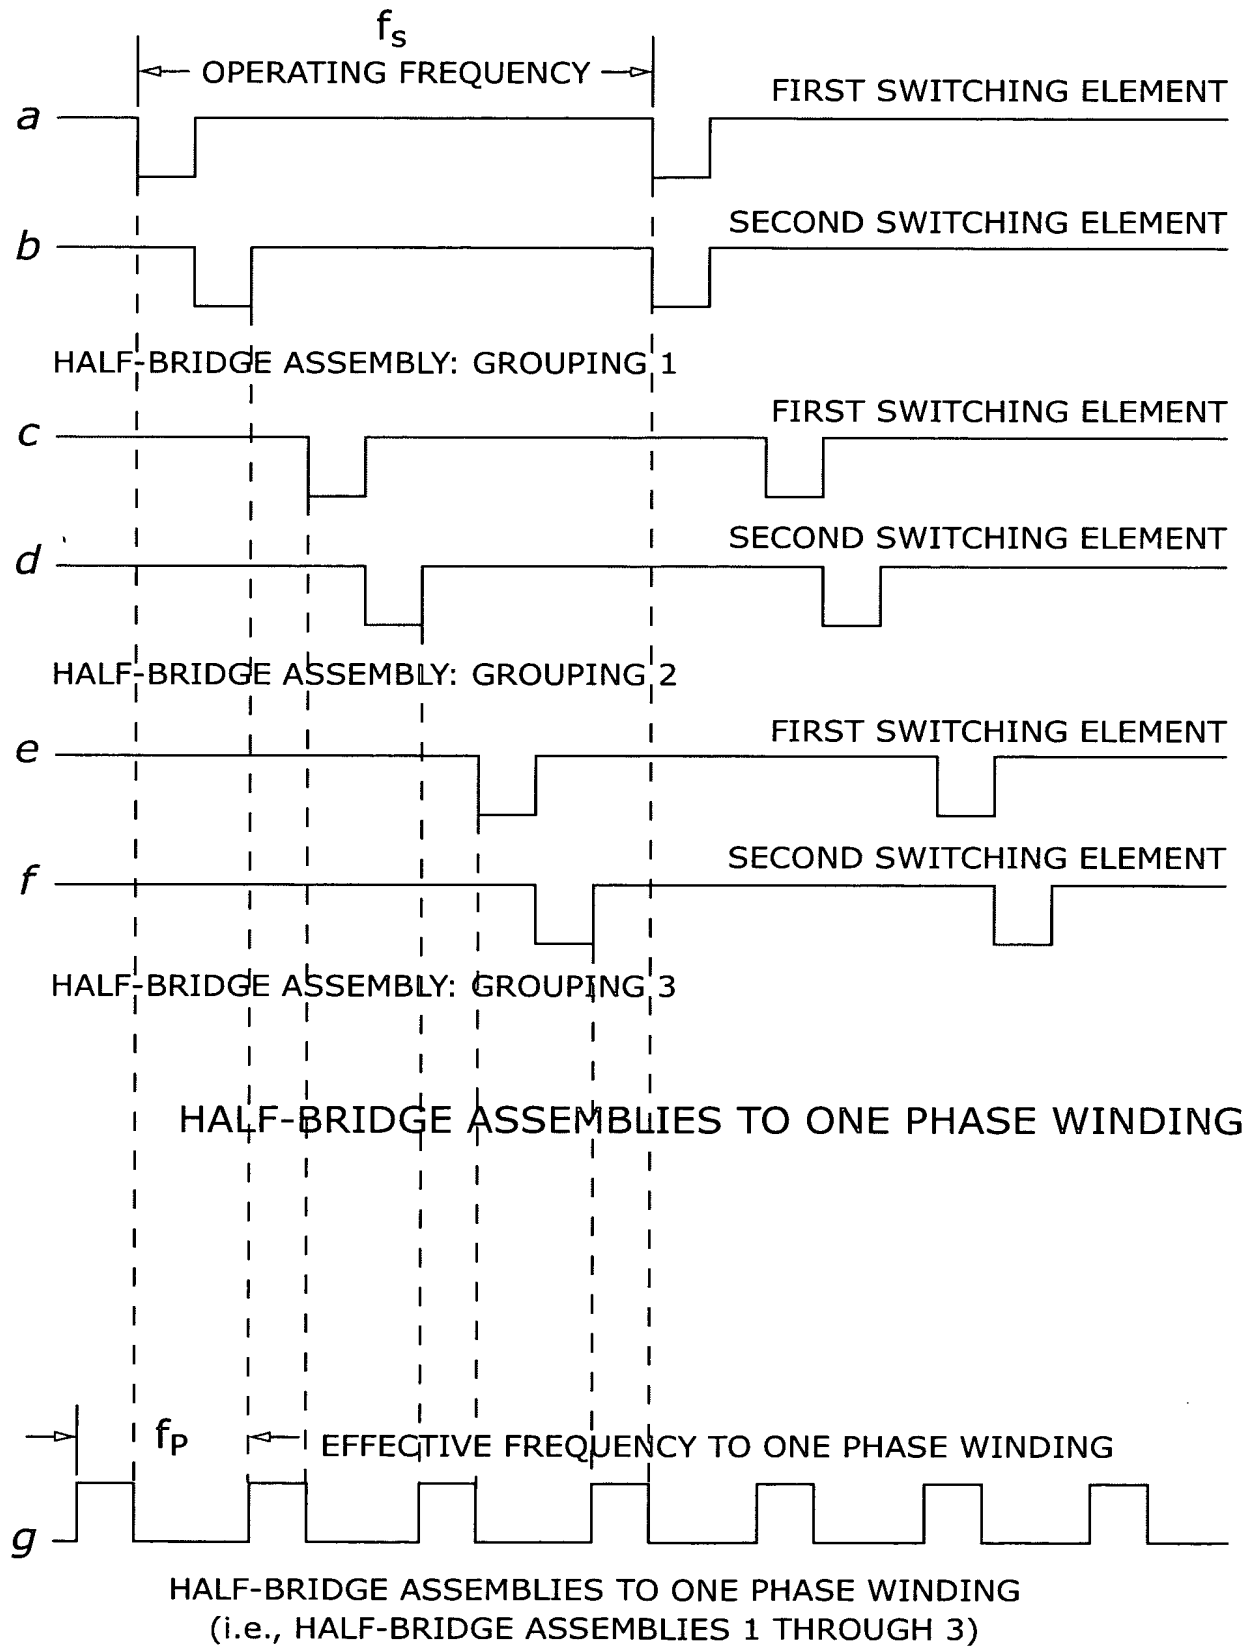 fs
OPERATING FREQUENCY
FIRST SWITCHING ELEMENT
a
SECOND SWITCHING ELEMENT
b
HALF-BRIDGE ASSEMBLY: GROUPING 1
FIRST SWITCHING ELEMENT
c
SECOND SWITCHING ELEMENT
d
HALF-BRIDGE ASSEMBLY: GROUPING 2
FIRST SWITCHING ELEMENT
e
SECOND SWITCHING ELEMENT
f
HALF-BRIDGE ASSEMBLY: GROUPING 3
HALF-BRIDGE ASSEMBLIES TO ONE PHASE WINDING
fP
EFFECTIVE FREQUENCY TO ONE PHASE WINDING
g
HALF-BRIDGE ASSEMBLIES TO ONE PHASE WINDING
(i.e., HALF-BRIDGE ASSEMBLIES 1 THROUGH 3)